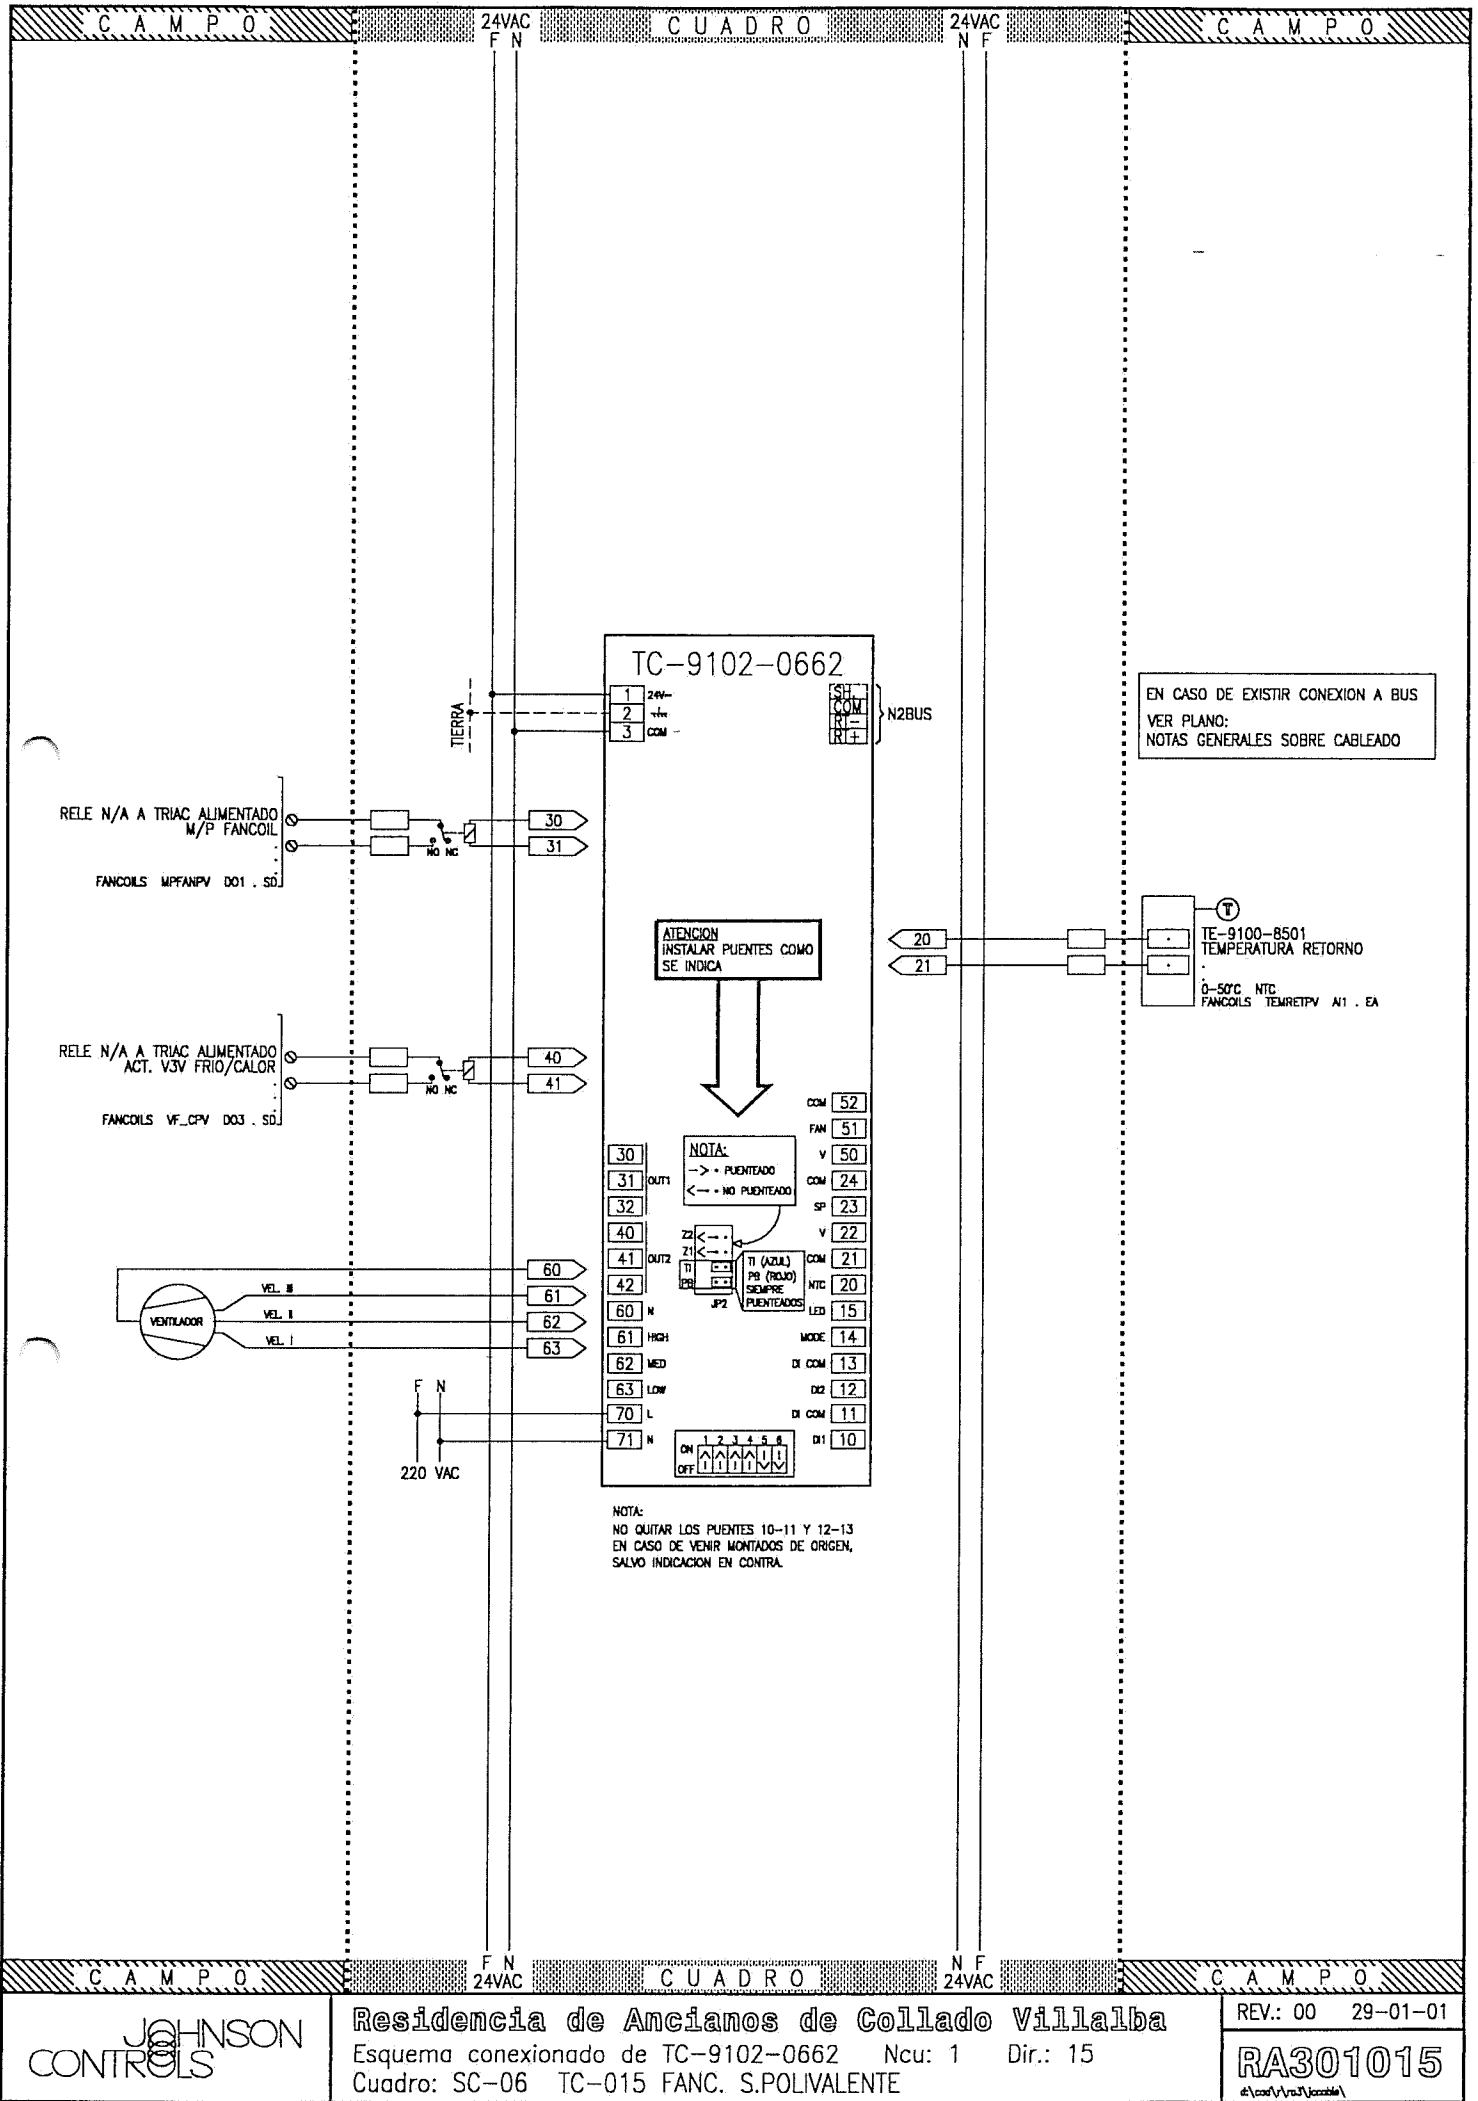 C A M P O
24VAC
F N
C U A D R O
24VAC
N F
C A M P O
TC-9102-0662
1 24V~
2
3 COM
TIERRA
SH.
COM
RT-
RT+
N2BUS
EN CASO DE EXISTIR CONEXION A BUS
VER PLANO:
NOTAS GENERALES SOBRE CABLEADO
RELE N/A A TRIAC ALIMENTADO
M/P FANCOIL
.
.
FANCOILS MPFANPV DO1 . SD
NO NC
30
31
ATENCION
INSTALAR PUENTES COMO
SE INDICA
20
21
T
TE-9100-8501
TEMPERATURA RETORNO
.
.
0-50°C NTC
FANCOILS TEMRETPV AI1 . EA
RELE N/A A TRIAC ALIMENTADO
ACT. V3V FRIO/CALOR
.
.
FANCOILS VF_CPV DO3 . SD
NO NC
40
41
COM 52
FAN 51
V 50
COM 24
SP 23
V 22
COM 21
NTC 20
LED 15
MODE 14
DI COM 13
DI2 12
DI COM 11
DI1 10
30
31 OUT1
32
40
41 OUT2
42
60 N
61 HIGH
62 MED
63 LOW
70 L
71 N
NOTA:
-> • PUENTEADO
<- • NO PUENTEADO
Z2
Z1
TI
PB
JP2
TI (AZUL)
PB (ROJO)
SIEMPRE
PUENTEADOS
60
61
62
63
VENTILADOR
VEL. III
VEL. II
VEL. I
F N
220 VAC
1 2 3 4 5 6
ON
OFF
NOTA:
NO QUITAR LOS PUENTES 10-11 Y 12-13
EN CASO DE VENIR MONTADOS DE ORIGEN,
SALVO INDICACION EN CONTRA.
C A M P O
F N
24VAC
C U A D R O
N F
24VAC
C A M P O
JOHNSON
CONTROLS
Residencia de Ancianos de Collado Villalba
Esquema conexionado de TC-9102-0662 Ncu: 1 Dir.: 15
Cuadro: SC-06 TC-015 FANC. S.POLIVALENTE
REV.: 00 29-01-01
RA301015